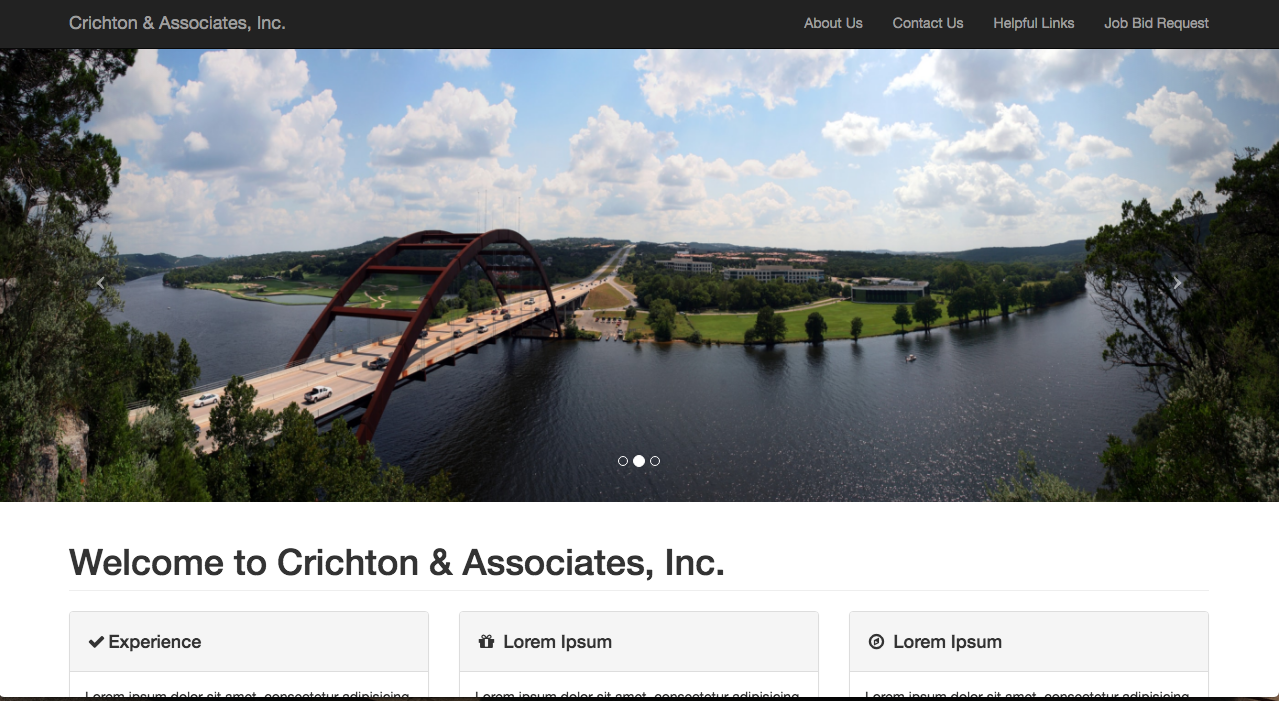 Crichton & Associates, Inc.
About Us
Contact Us
Helpful Links
Job Bid Request
Welcome to Crichton & Associates, Inc.
Experience
Lorem Ipsum
Lorem Ipsum
Lorem ipsum dolor sit amet, consectetur adipisicing
Lorem ipsum dolor sit amet, consectetur adipisicing
Lorem ipsum dolor sit amet, consectetur adipisicing